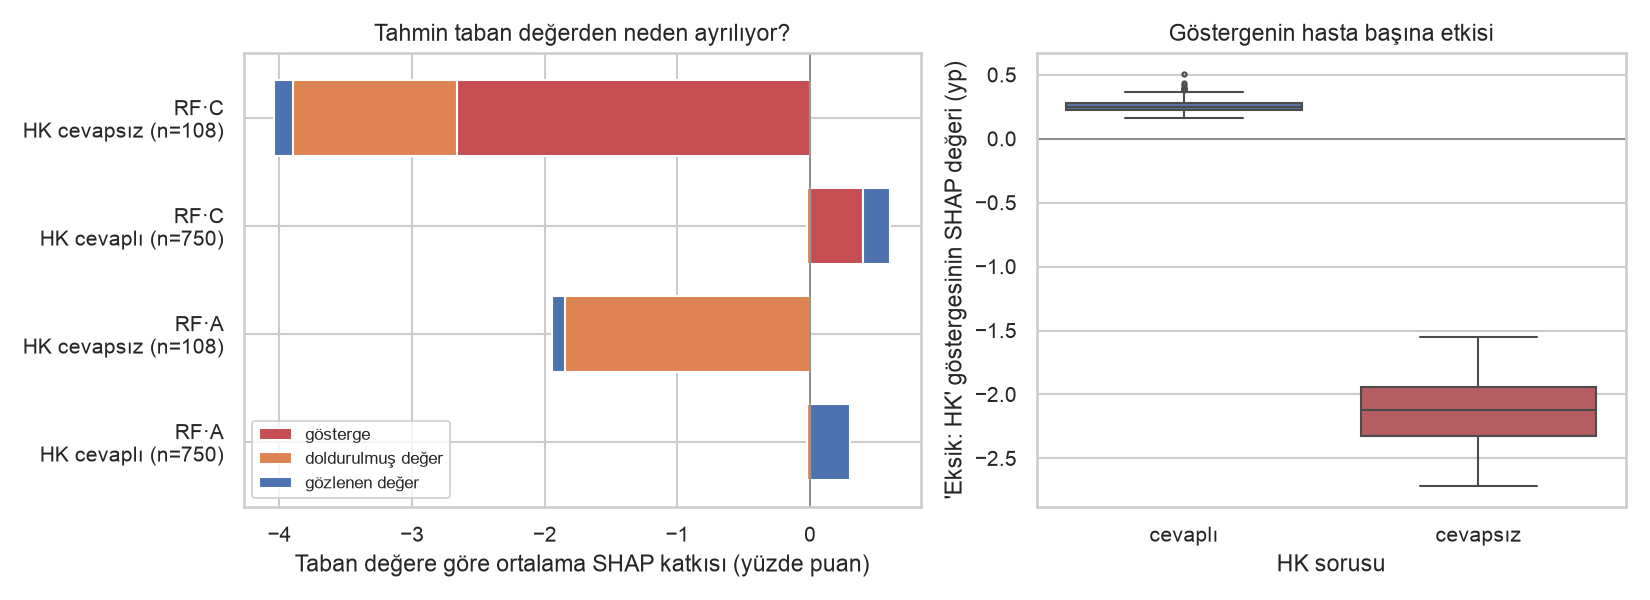 Tahmin taban değerden neden ayrılıyor?
RF·C
HK cevapsız (n=108)
RF·C
HK cevaplı (n=750)
RF·A
HK cevapsız (n=108)
RF·A
HK cevaplı (n=750)
gösterge
doldurulmuş değer
gözlenen değer
−4
−3
−2
−1
0
Taban değere göre ortalama SHAP katkısı (yüzde puan)
Göstergenin hasta başına etkisi
'Eksik: HK' göstergesinin SHAP değeri (yp)
0.5
0.0
−0.5
−1.0
−1.5
−2.0
−2.5
cevaplı
cevapsız
HK sorusu